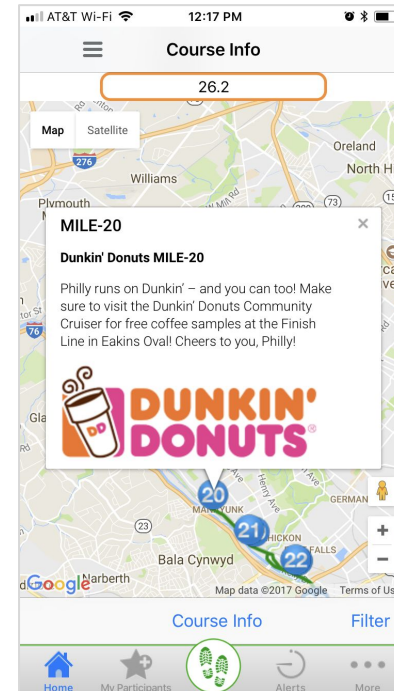 AT&T Wi-Fi 12:17 PM
Course Info
26.2
Map Satellite
276
Oreland
North H
Williams
73
Plymouth
MILE-20
Dunkin' Donuts MILE-20
Philly runs on Dunkin' – and you can too! Make
sure to visit the Dunkin' Donuts Community
Cruiser for free coffee samples at the Finish
Line in Eakins Oval! Cheers to you, Philly!
76
DD
DUNKIN'
DONUTS®
20
Henry Ave
GERMAN
23
21
22
Bala Cynwyd
Narberth
Google
Map data ©2017 Google Terms of Us
Course Info Filter
Home My Participants Alerts More